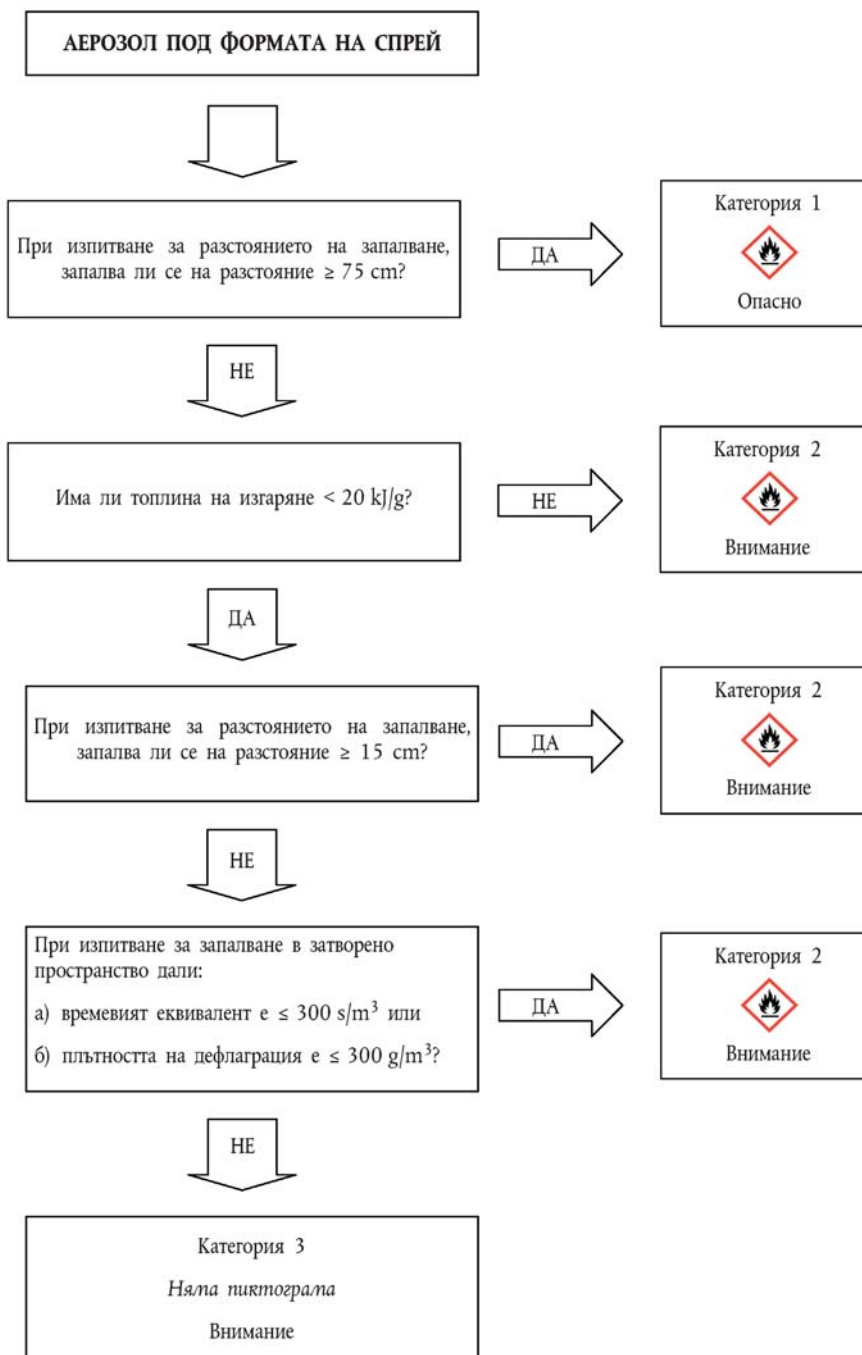 АЕРОЗОЛ ПОД ФОРМАТА НА СПРЕЙ
При изпитване за разстоянието на запалване,
запалва ли се на разстояние ≥ 75 cm?
ДА
Категория 1
Опасно
НЕ
Има ли топлина на изгаряне < 20 kJ/g?
НЕ
Категория 2
Внимание
ДА
При изпитване за разстоянието на запалване,
запалва ли се на разстояние ≥ 15 cm?
ДА
Категория 2
Внимание
НЕ
При изпитване за запалване в затворено
пространство дали:
а) времевият еквивалент е ≤ 300 s/m³ или
б) плътността на дефлаграция е ≤ 300 g/m³?
ДА
Категория 2
Внимание
НЕ
Категория 3
Няма пиктограма
Внимание